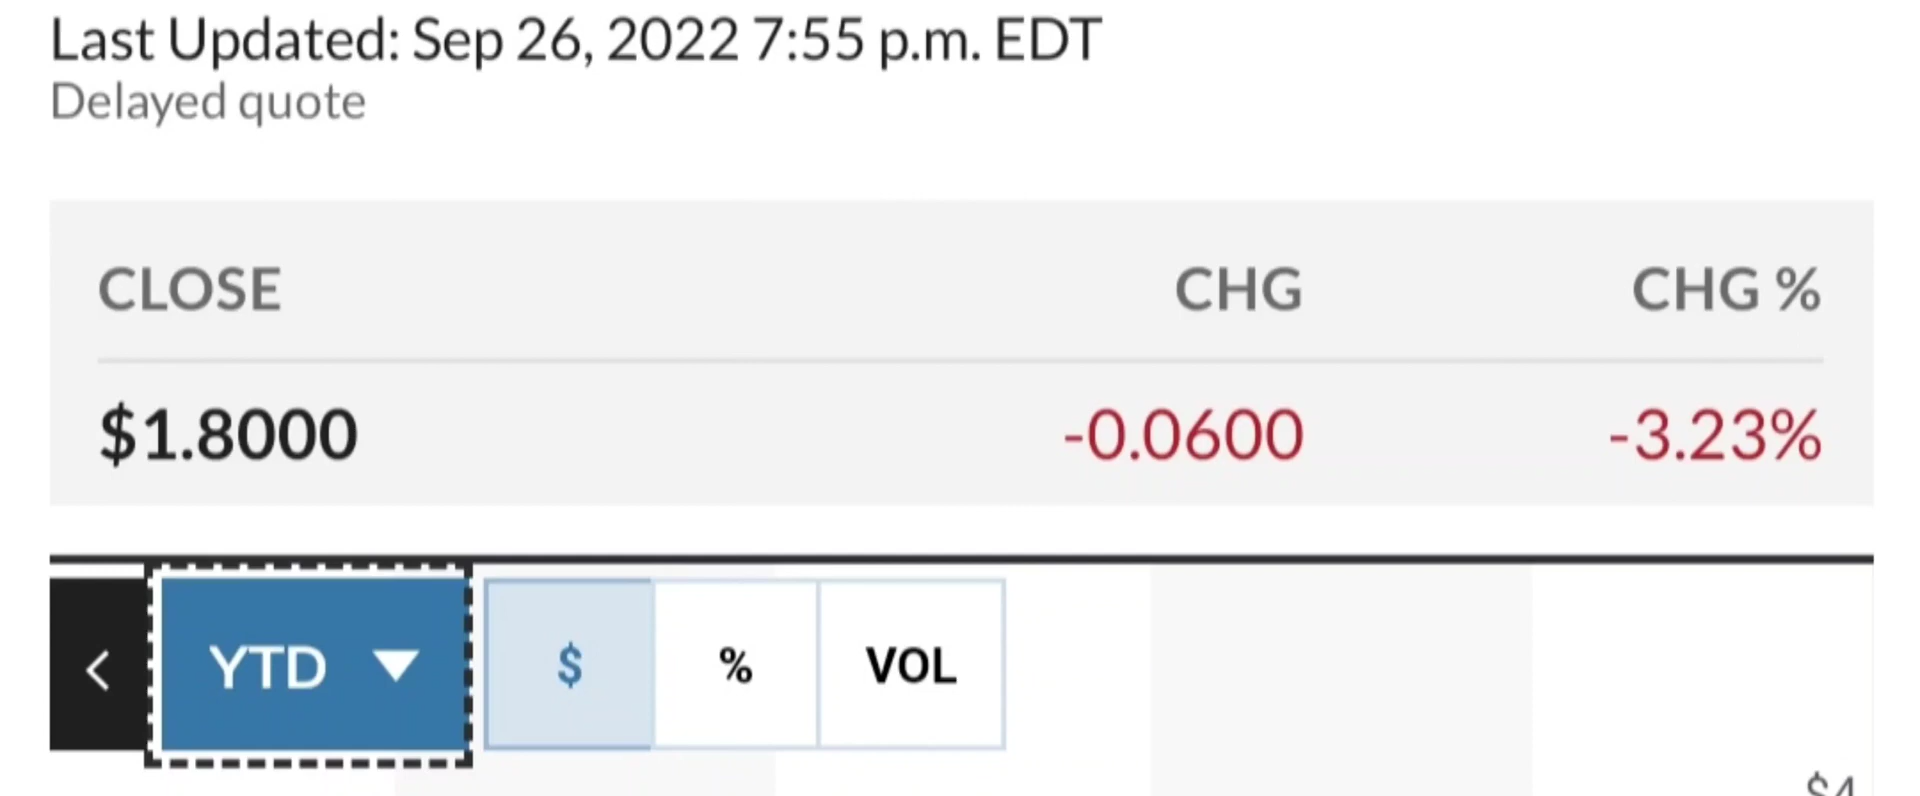 Last Updated: Sep 26, 2022 7:55 p.m. EDT
Delayed quote
CLOSE CHG CHG %
$1.8000 -0.0600 -3.23%
YTD $ % VOL
$4